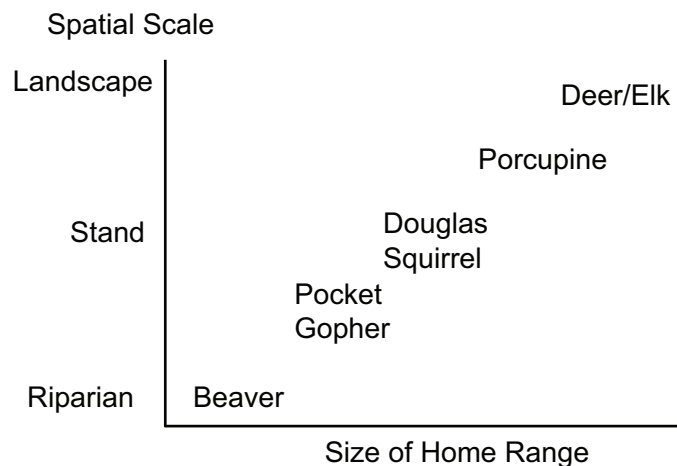 Spatial Scale
Landscape
Deer/Elk
Porcupine
Stand
Douglas
Squirrel
Pocket
Gopher
Riparian
Beaver
Size of Home Range